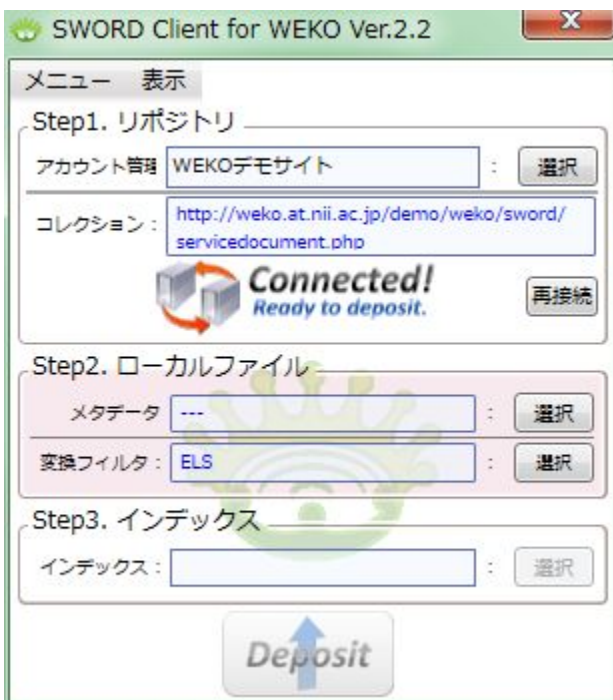 SWORD Client for WEKO Ver.2.2
メニュー 表示
Step1. リポジトリ
アカウント管理 WEKOデモサイト : 選択
コレクション : http://weko.at.nii.ac.jp/demo/weko/sword/
servicedocument.php
Connected!
Ready to deposit.
再接続
Step2. ローカルファイル
メタデータ --- : 選択
変換フィルタ : ELS : 選択
Step3. インデックス
インデックス : : 選択
Deposit